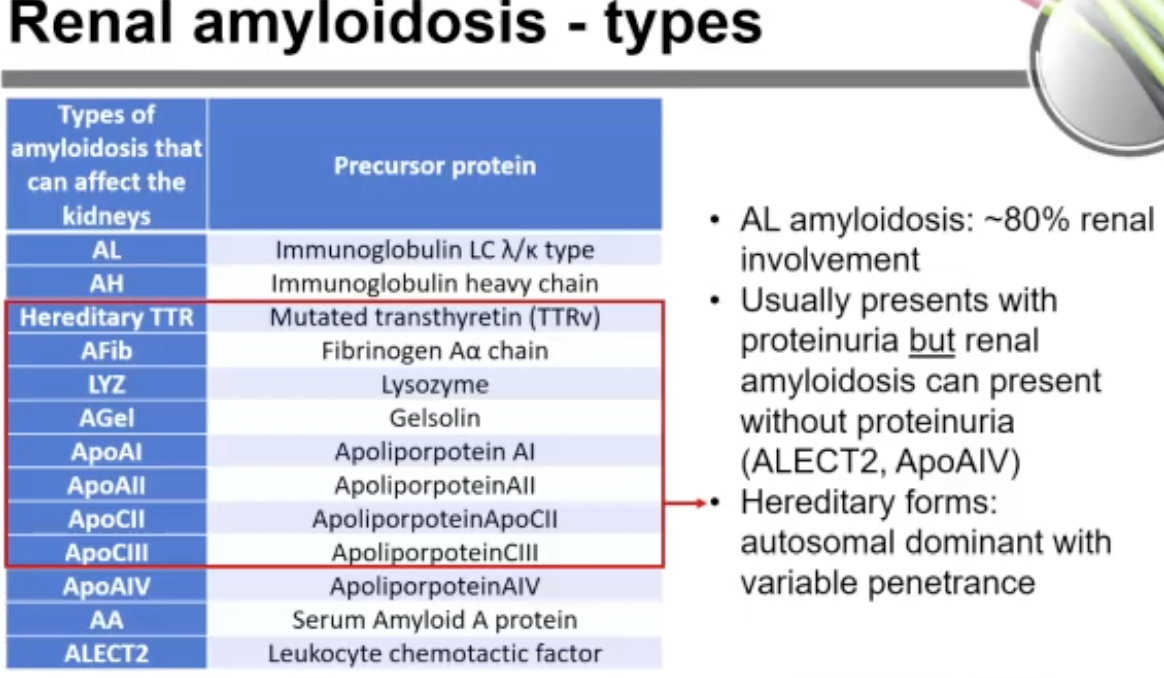 Renal amyloidosis - types
Types of
amyloidosis that
can affect the
kidneys
Precursor protein
AL Immunoglobulin LC λ/κ type
AH Immunoglobulin heavy chain
Hereditary TTR Mutated transthyretin (TTRv)
AFib Fibrinogen Aα chain
LYZ Lysozyme
AGel Gelsolin
ApoAI Apoliporpotein AI
ApoAII ApoliporpoteinAII
ApoCII ApoliporpoteinApoCII
ApoCIII ApoliporpoteinCIII
ApoAIV ApoliporpoteinAIV
AA Serum Amyloid A protein
ALECT2 Leukocyte chemotactic factor
• AL amyloidosis: ~80% renal
involvement
• Usually presents with
proteinuria but renal
amyloidosis can present
without proteinuria
(ALECT2, ApoAIV)
• Hereditary forms:
autosomal dominant with
variable penetrance